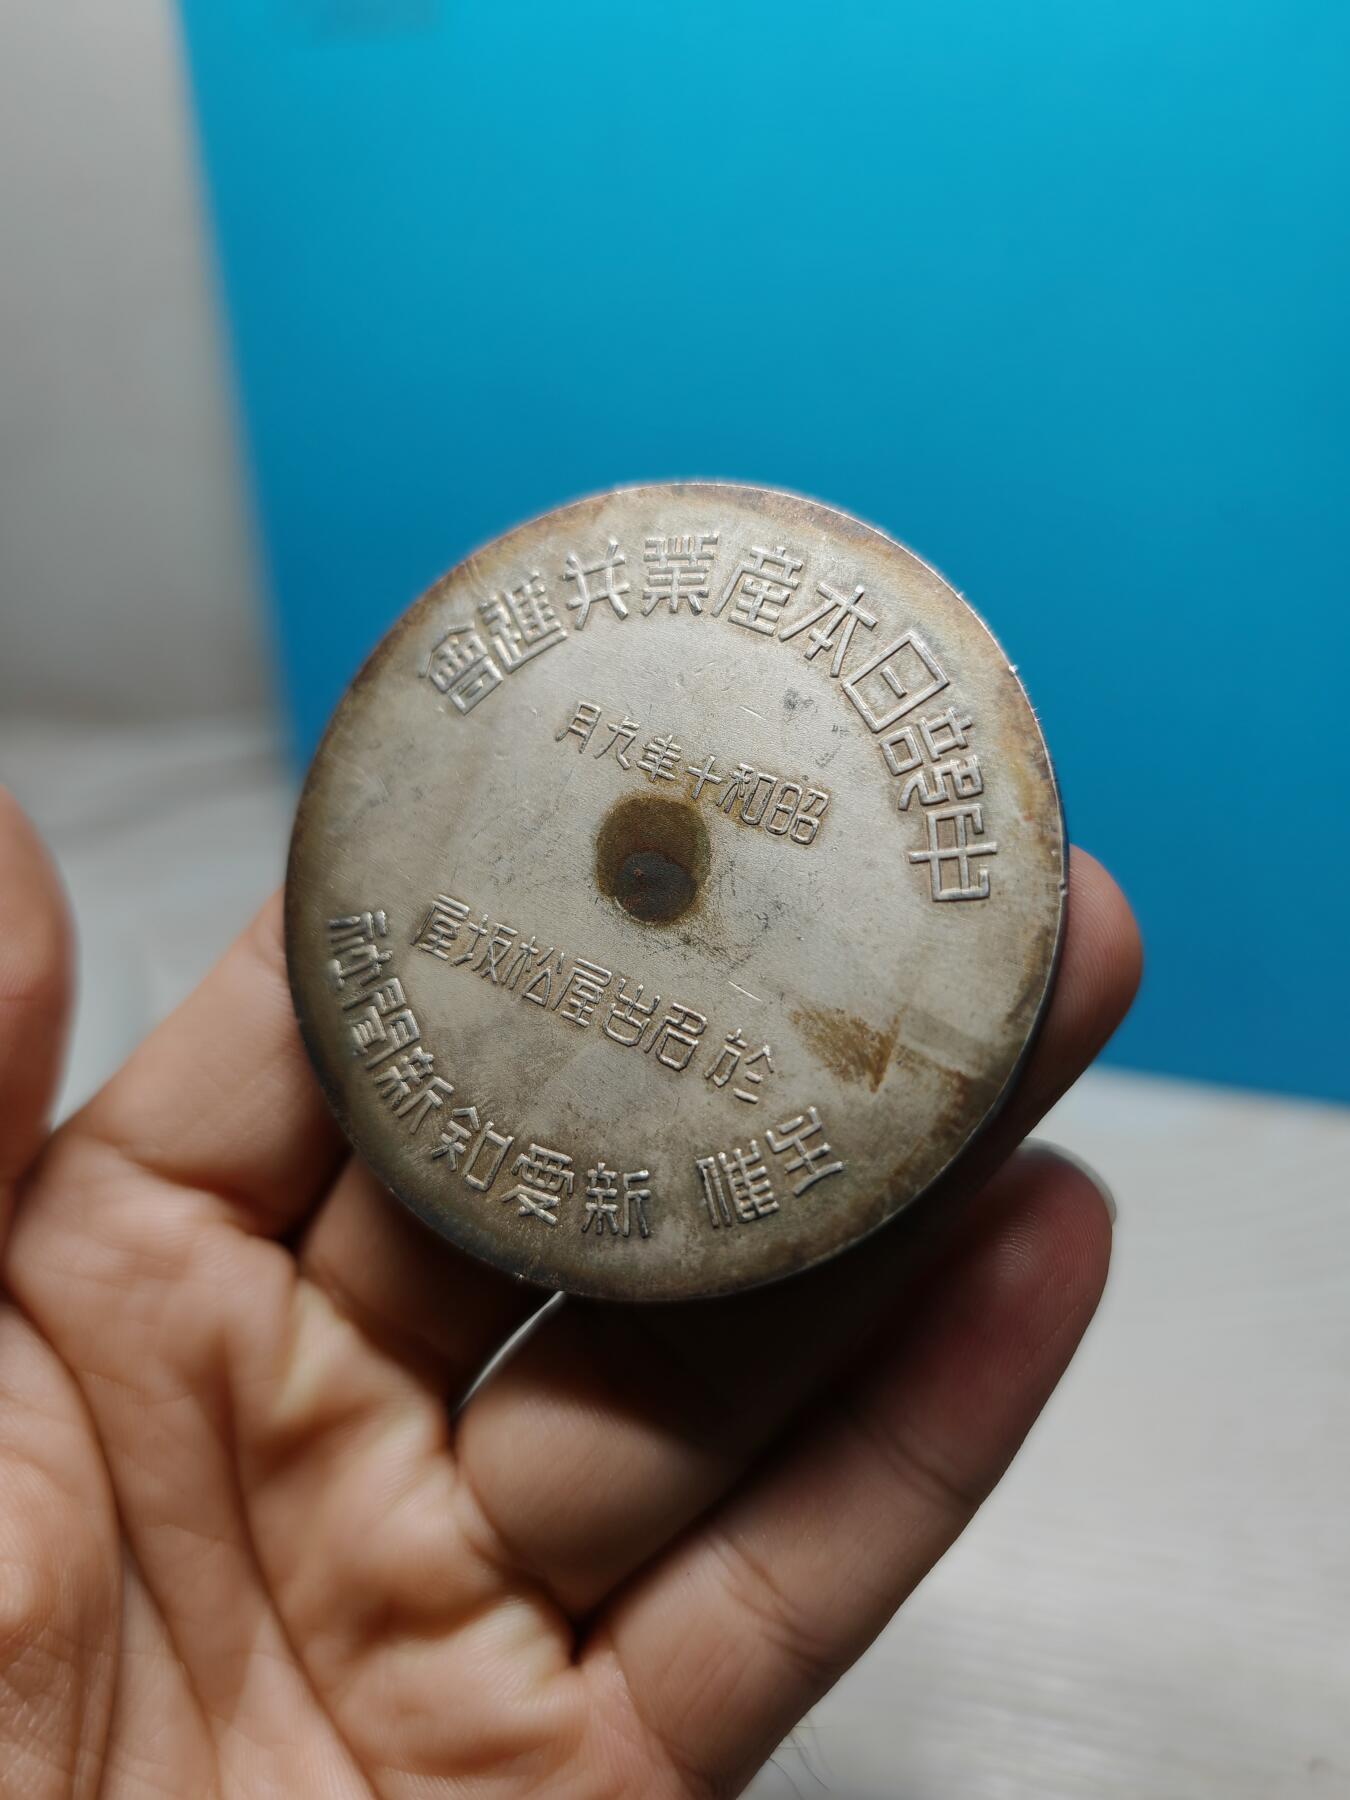 中部日本産業共進會
昭和十年九月
於 名古屋松坂屋
主催 新愛知新聞社